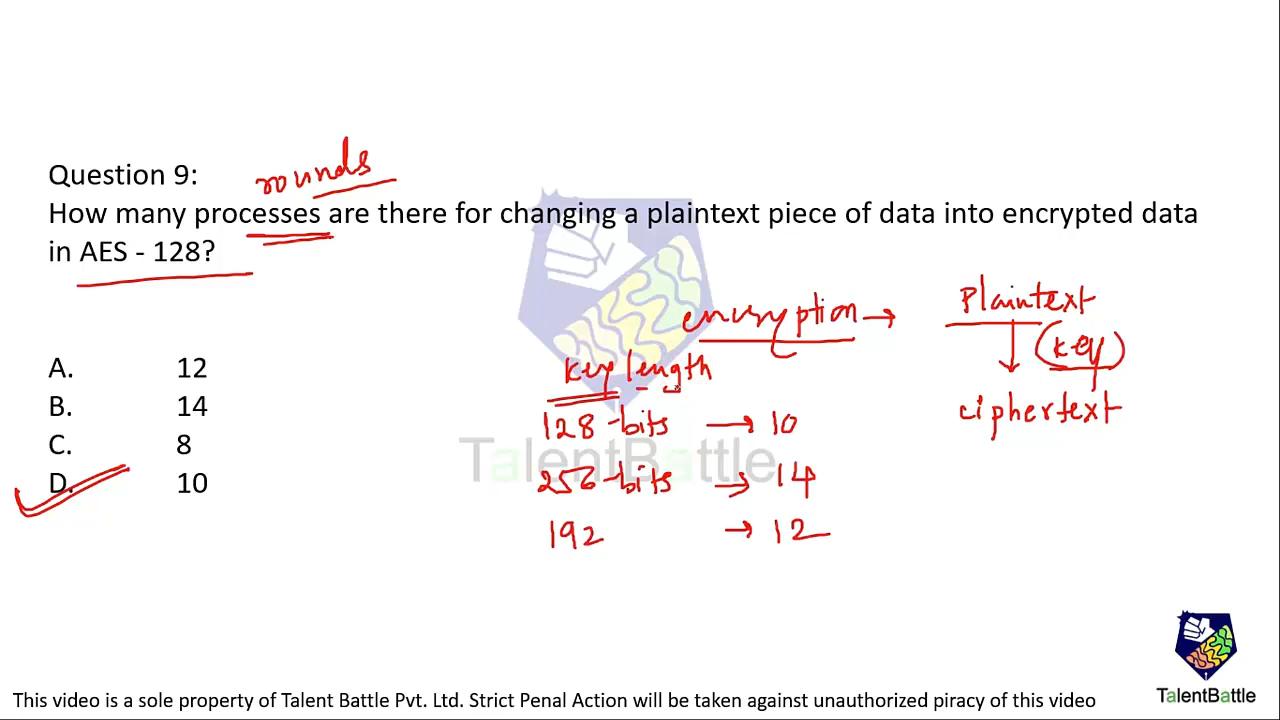 Question 9:
rounds
How many processes are there for changing a plaintext piece of data into encrypted data
in AES - 128?
encryption → Plaintext
(key)
ciphertext
key length
128-bits → 10
256-bits → 14
192 → 12
A. 12
B. 14
C. 8
D. 10
TalentBattle
TalentBattle
This video is a sole property of Talent Battle Pvt. Ltd. Strict Penal Action will be taken against unauthorized piracy of this video